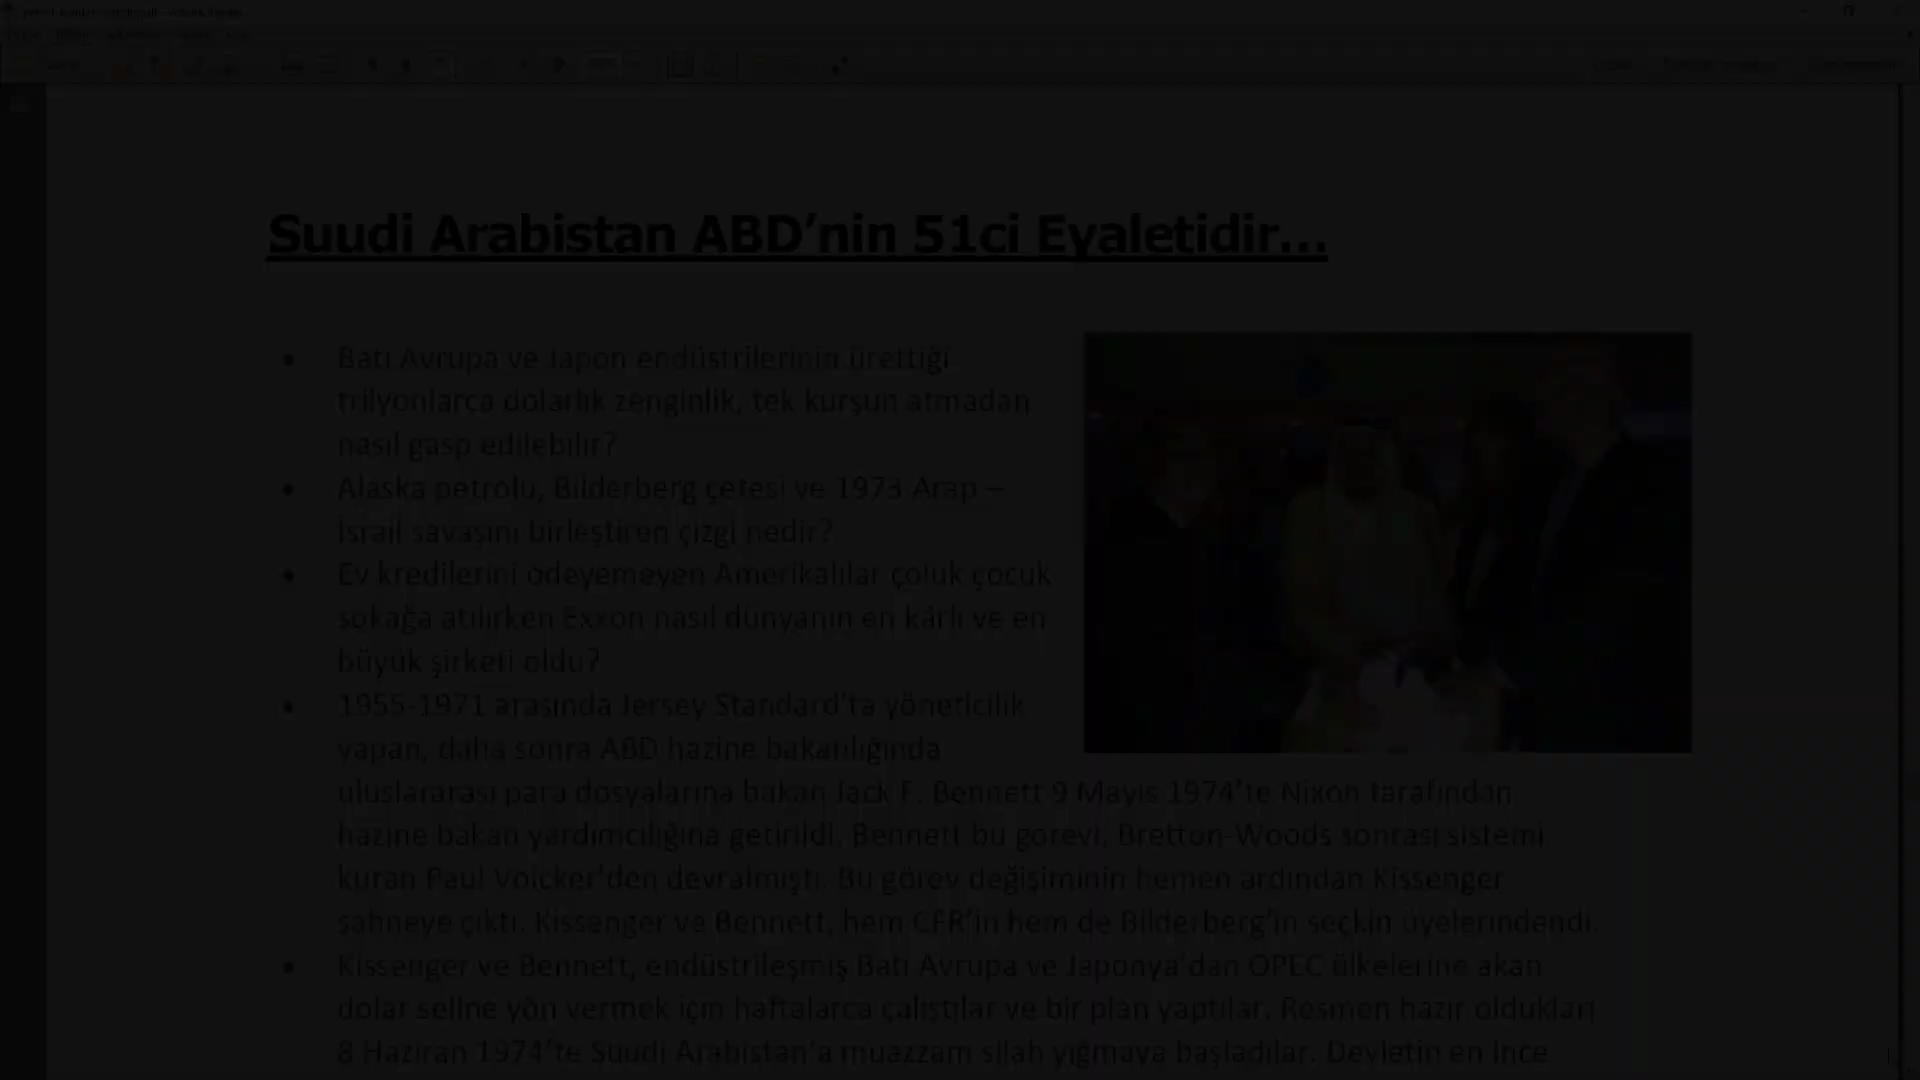 Suudi Arabistan ABD’nin 51ci Eyaletidir...
• Batı Avrupa ve Japon endüstrilerinin ürettiği
trilyonlarca dolarlık zenginlik, tek kurşun atmadan
nasıl gasp edilebilir?
• Alaska petrolu, Bilderberg çetesi ve 1973 Arap –
İsrail savaşını birleştiren çizgi nedir?
• Ev kredilerini ödeyemeyen Amerikalılar çoluk çocuk
sokağa atılırken Exxon nasıl dünyanın en kârlı ve en
büyük şirketi oldu?
• 1955-1971 arasında Jersey Standard’ta yöneticilik
yapan, daha sonra ABD hazine bakanlığında
uluslararası para dosyalarına bakan Jack F. Bennett 9 Mayıs 1974’te Nixon tarafından
hazine bakan yardımcılığına getirildi. Bennett bu görevi, Bretton-Woods sonrası sistemi
kuran Paul Volcker’den devralmıştı. Bu görev değişiminin hemen ardından Kissenger
sahneye çıktı. Kissenger ve Bennett, hem CFR’in hem de Bilderberg’in seçkin üyelerindendi.
• Kissenger ve Bennett, endüstrileşmiş Batı Avrupa ve Japonya’dan OPEC ülkelerine akan
dolar seline yön vermek için haftalarca çalıştılar ve bir plan yaptılar. Resmen hazır oldukları
8 Haziran 1974’te Suudi Arabistan’a muazzam silah yığmaya başladılar. Devletin en ince